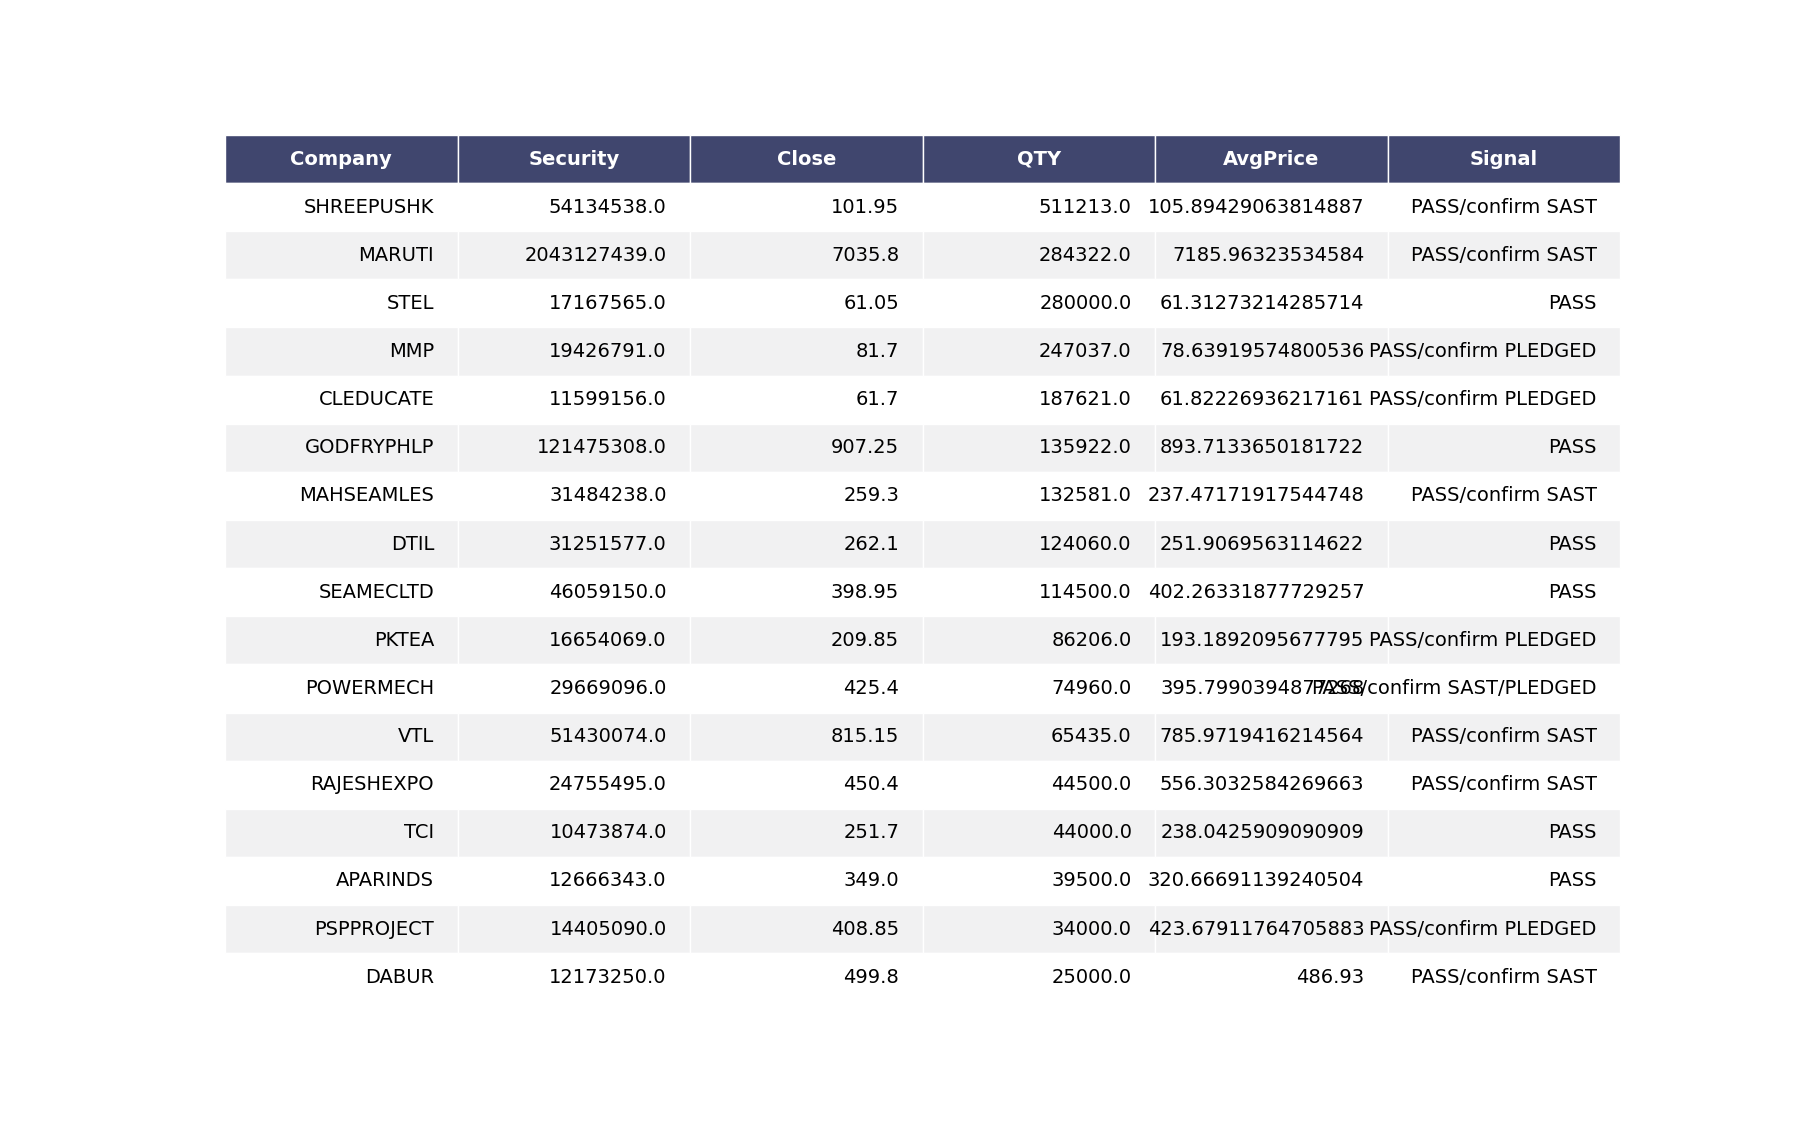 Company Security Close QTY AvgPrice Signal
SHREEPUSHK 54134538.0 101.95 511213.0 105.89429063814887 PASS/confirm SAST
MARUTI 2043127439.0 7035.8 284322.0 7185.96323534584 PASS/confirm SAST
STEL 17167565.0 61.05 280000.0 61.31273214285714 PASS
MMP 19426791.0 81.7 247037.0 78.63919574800536 PASS/confirm PLEDGED
CLEDUCATE 11599156.0 61.7 187621.0 61.82226936217161 PASS/confirm PLEDGED
GODFRYPHLP 121475308.0 907.25 135922.0 893.7133650181722 PASS
MAHSEAMLES 31484238.0 259.3 132581.0 237.47171917544748 PASS/confirm SAST
DTIL 31251577.0 262.1 124060.0 251.9069563114622 PASS
SEAMECLTD 46059150.0 398.95 114500.0 402.26331877729257 PASS
PKTEA 16654069.0 209.85 86206.0 193.1892095677795 PASS/confirm PLEDGED
POWERMECH 29669096.0 425.4 74960.0 PASS/confirm SAST/PLEDGED
VTL 51430074.0 815.15 65435.0 785.9719416214564 PASS/confirm SAST
RAJESHEXPO 24755495.0 450.4 44500.0 556.3032584269663 PASS/confirm SAST
TCI 10473874.0 251.7 44000.0 238.0425909090909 PASS
APARINDS 12666343.0 349.0 39500.0 320.66691139240504 PASS
PSPPROJECT 14405090.0 408.85 34000.0 423.67911764705883 PASS/confirm PLEDGED
DABUR 12173250.0 499.8 25000.0 486.93 PASS/confirm SAST